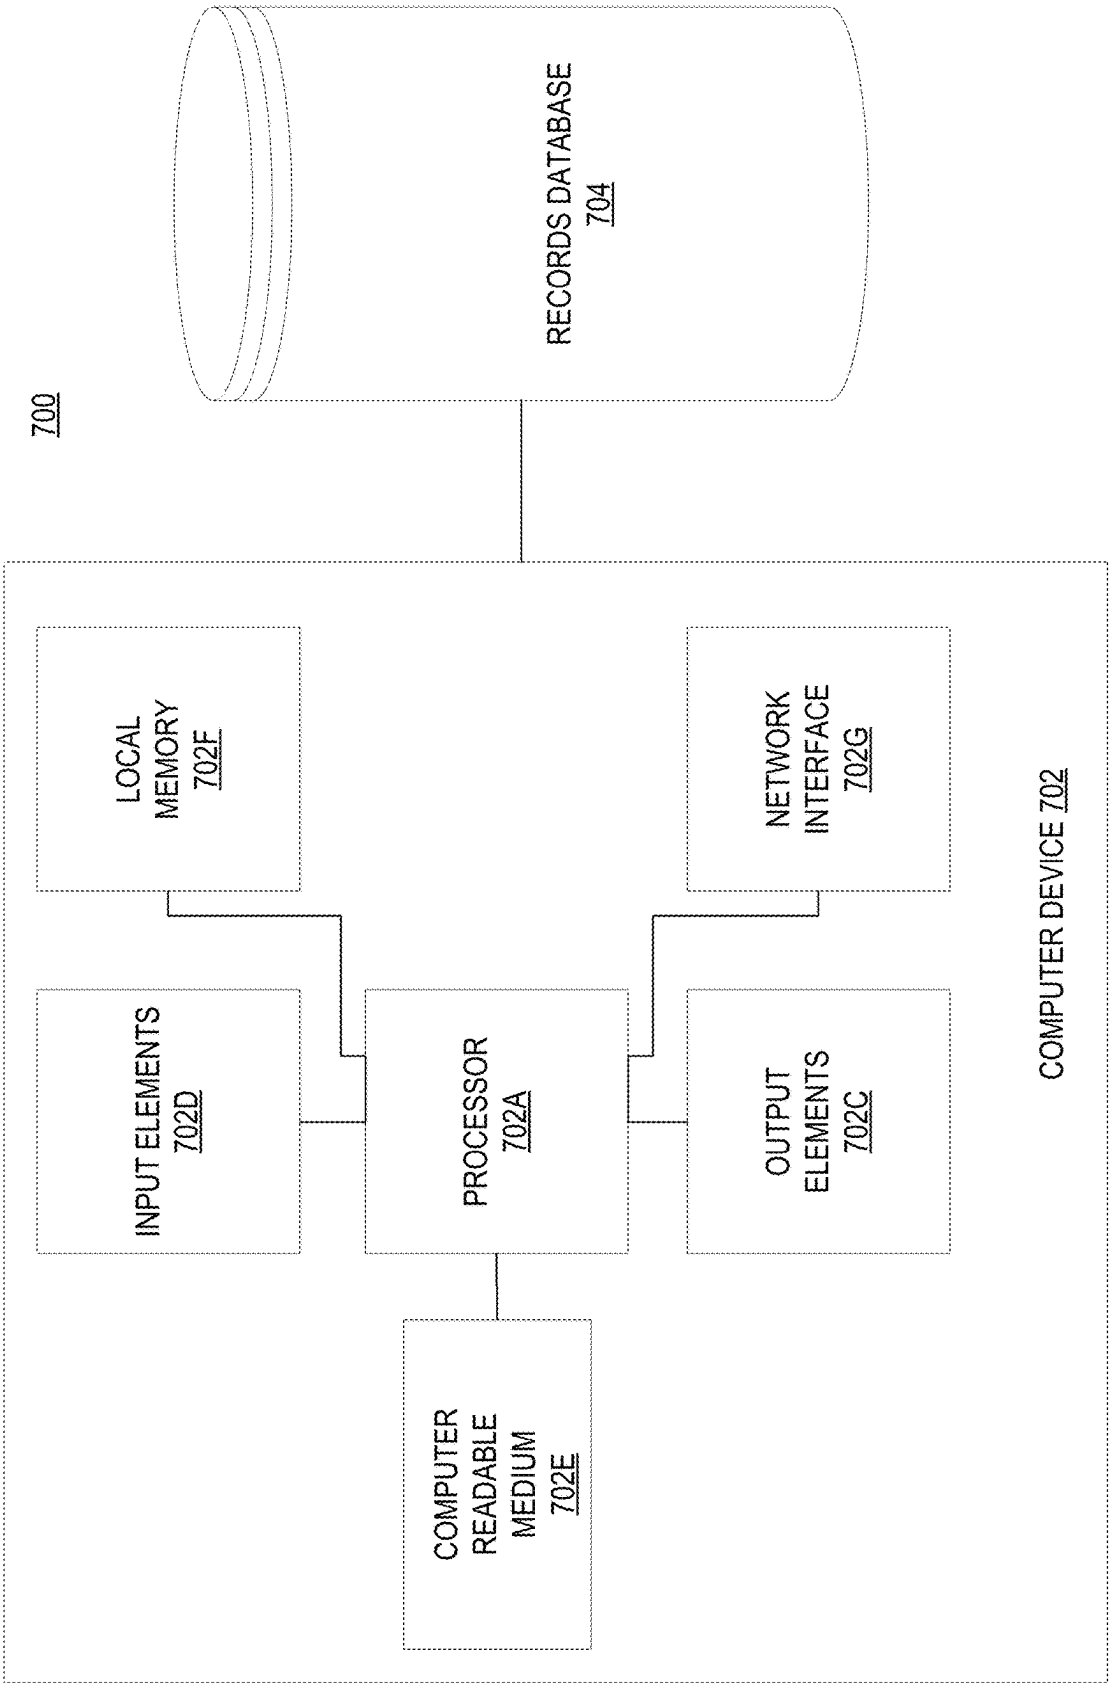 700
COMPUTER
READABLE
MEDIUM
702E
INPUT ELEMENTS
702D
LOCAL
MEMORY
702F
PROCESSOR
702A
OUTPUT
ELEMENTS
702C
NETWORK
INTERFACE
702G
COMPUTER DEVICE 702
RECORDS DATABASE
704